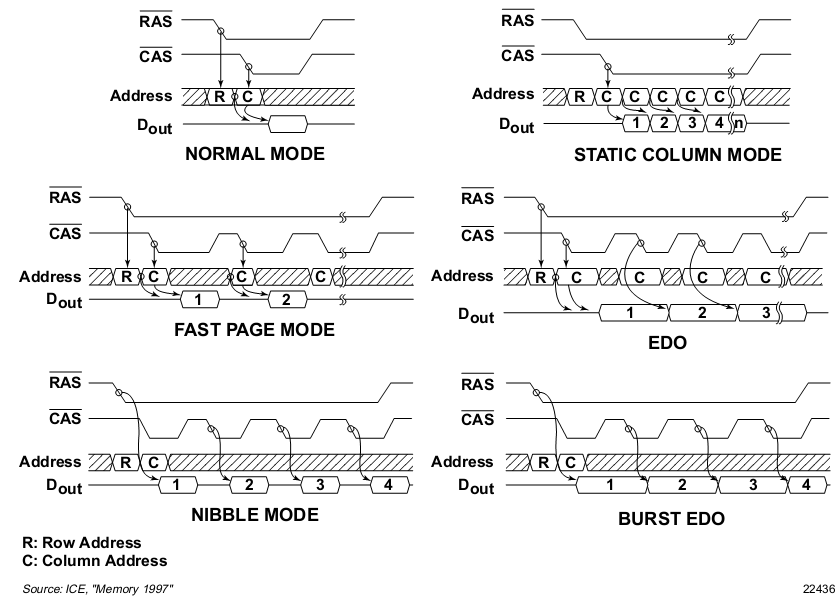 RAS
CAS
Address R C
Dout
NORMAL MODE
RAS
CAS
Address R C C C C C
Dout 1 2 3 4 n
STATIC COLUMN MODE
RAS
CAS
Address R C C C
Dout 1 2
FAST PAGE MODE
RAS
CAS
Address R C C C C
Dout 1 2 3
EDO
RAS
CAS
Address R C
Dout 1 2 3 4
NIBBLE MODE
RAS
CAS
Address R C
Dout 1 2 3 4
BURST EDO
R: Row Address
C: Column Address
Source: ICE, "Memory 1997"
22436